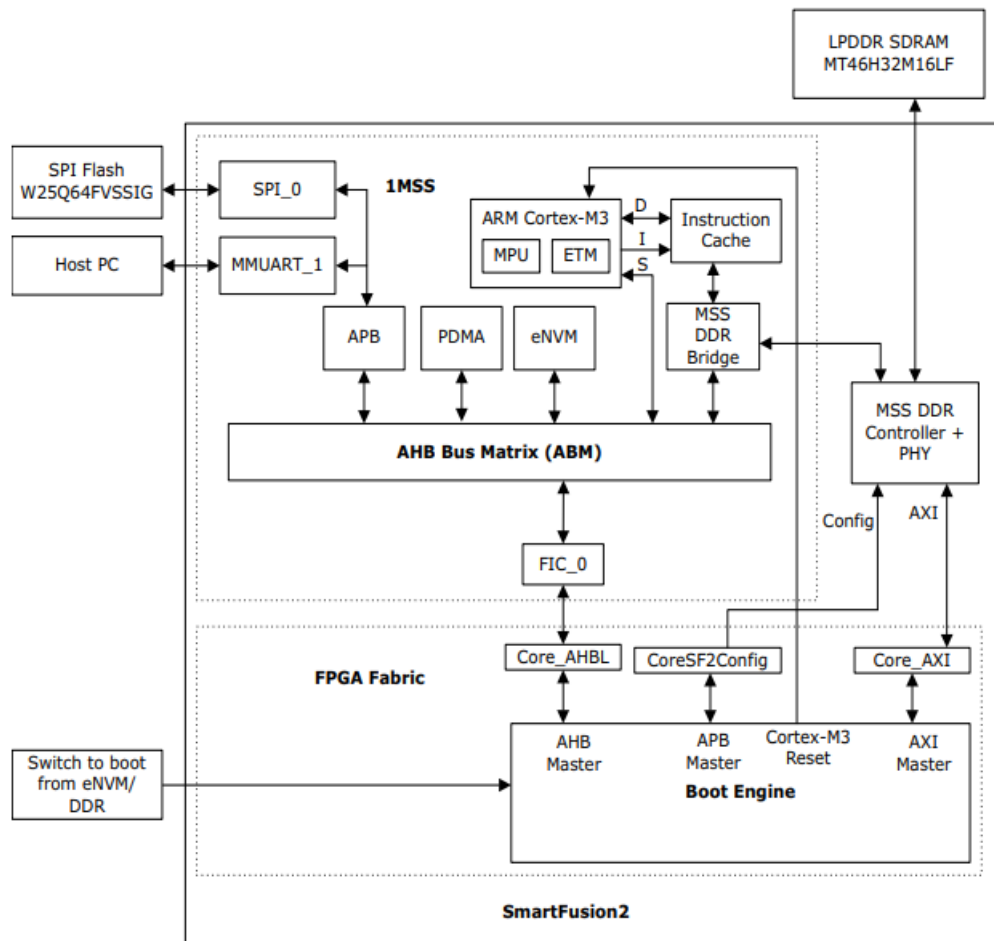 LPDDR SDRAM
MT46H32M16LF
SPI Flash
W25Q64FVSSIG
SPI_0
1MSS
ARM Cortex-M3
MPU
ETM
D
I
S
Instruction
Cache
Host PC
MMUART_1
APB
PDMA
eNVM
MSS
DDR
Bridge
MSS DDR
Controller +
PHY
AHB Bus Matrix (ABM)
Config
AXI
FIC_0
Core_AHBL
CoreSF2Config
Core_AXI
FPGA Fabric
Switch to boot
from eNVM/
DDR
AHB
Master
APB
Master
Cortex-M3
Reset
AXI
Master
Boot Engine
SmartFusion2